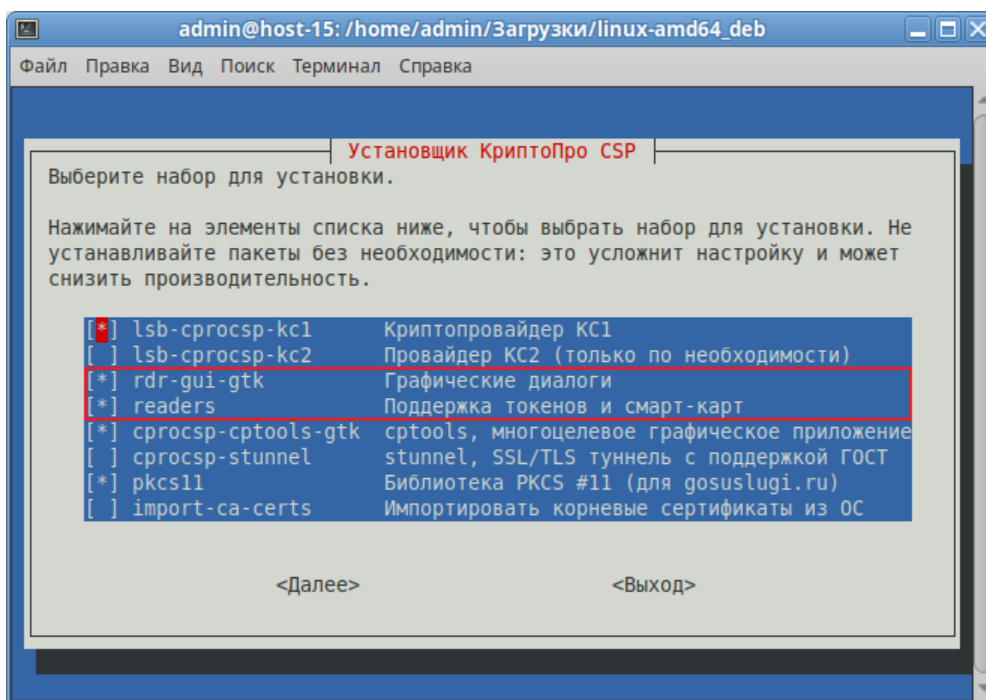 admin@host-15: /home/admin/Загрузки/linux-amd64_deb
Файл Правка Вид Поиск Терминал Справка
Установщик КриптоПро CSP
Выберите набор для установки.
Нажимайте на элементы списка ниже, чтобы выбрать набор для установки. Не
устанавливайте пакеты без необходимости: это усложнит настройку и может
снизить производительность.
[*] lsb-cprocsp-kc1 Криптопровайдер КС1
[ ] lsb-cprocsp-kc2 Провайдер КС2 (только по необходимости)
[*] rdr-gui-gtk Графические диалоги
[*] readers Поддержка токенов и смарт-карт
[*] cprocsp-cptools-gtk cptools, многоцелевое графическое приложение
[ ] cprocsp-stunnel stunnel, SSL/TLS туннель с поддержкой ГОСТ
[*] pkcs11 Библиотека PKCS #11 (для gosuslugi.ru)
[ ] import-ca-certs Импортировать корневые сертификаты из ОС
<Далее> <Выход>